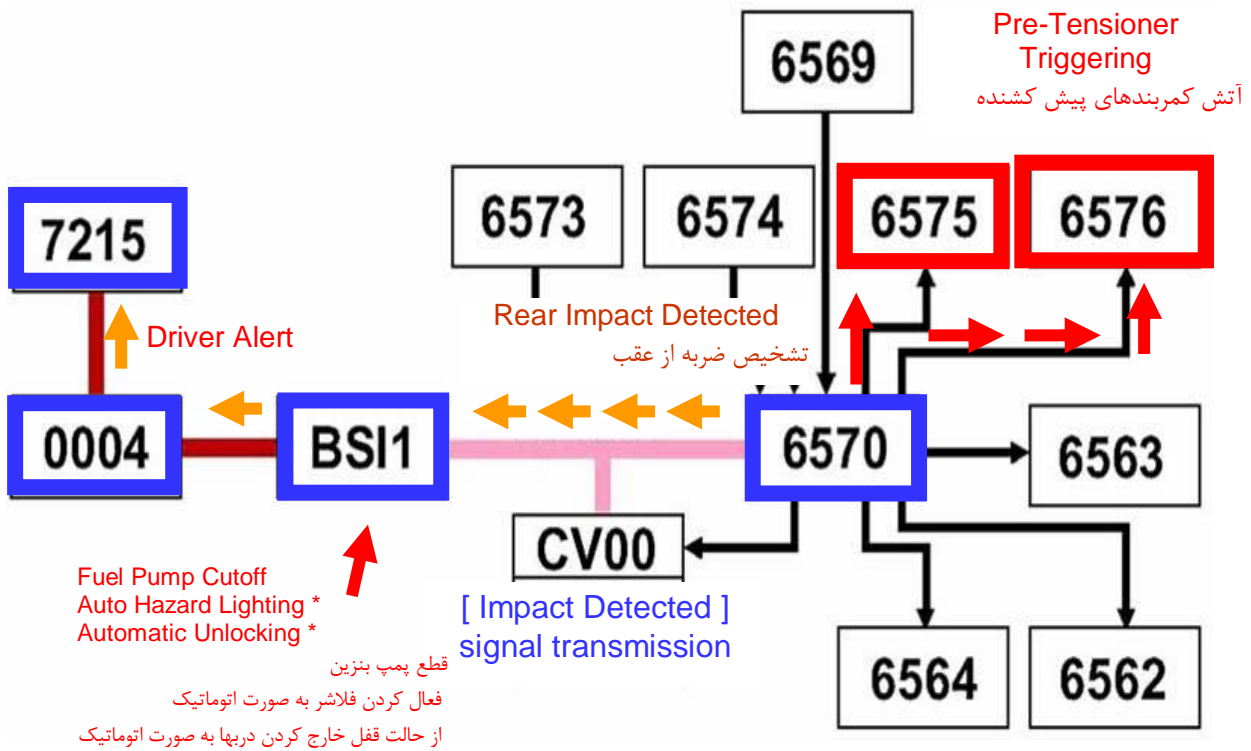 Pre-Tensioner
Triggering
آتش کمربندهای پیش کشنده
6569
6573
6574
6575
6576
7215
Driver Alert
Rear Impact Detected
تشخیص ضربه از عقب
0004
BSI1
6570
6563
CV00
Fuel Pump Cutoff
Auto Hazard Lighting *
Automatic Unlocking *
[ Impact Detected ]
signal transmission
قطع پمپ بنزین
فعال کردن فلاشر به صورت اتوماتیک
از حالت قفل خارج کردن دربها به صورت اتوماتیک
6564
6562